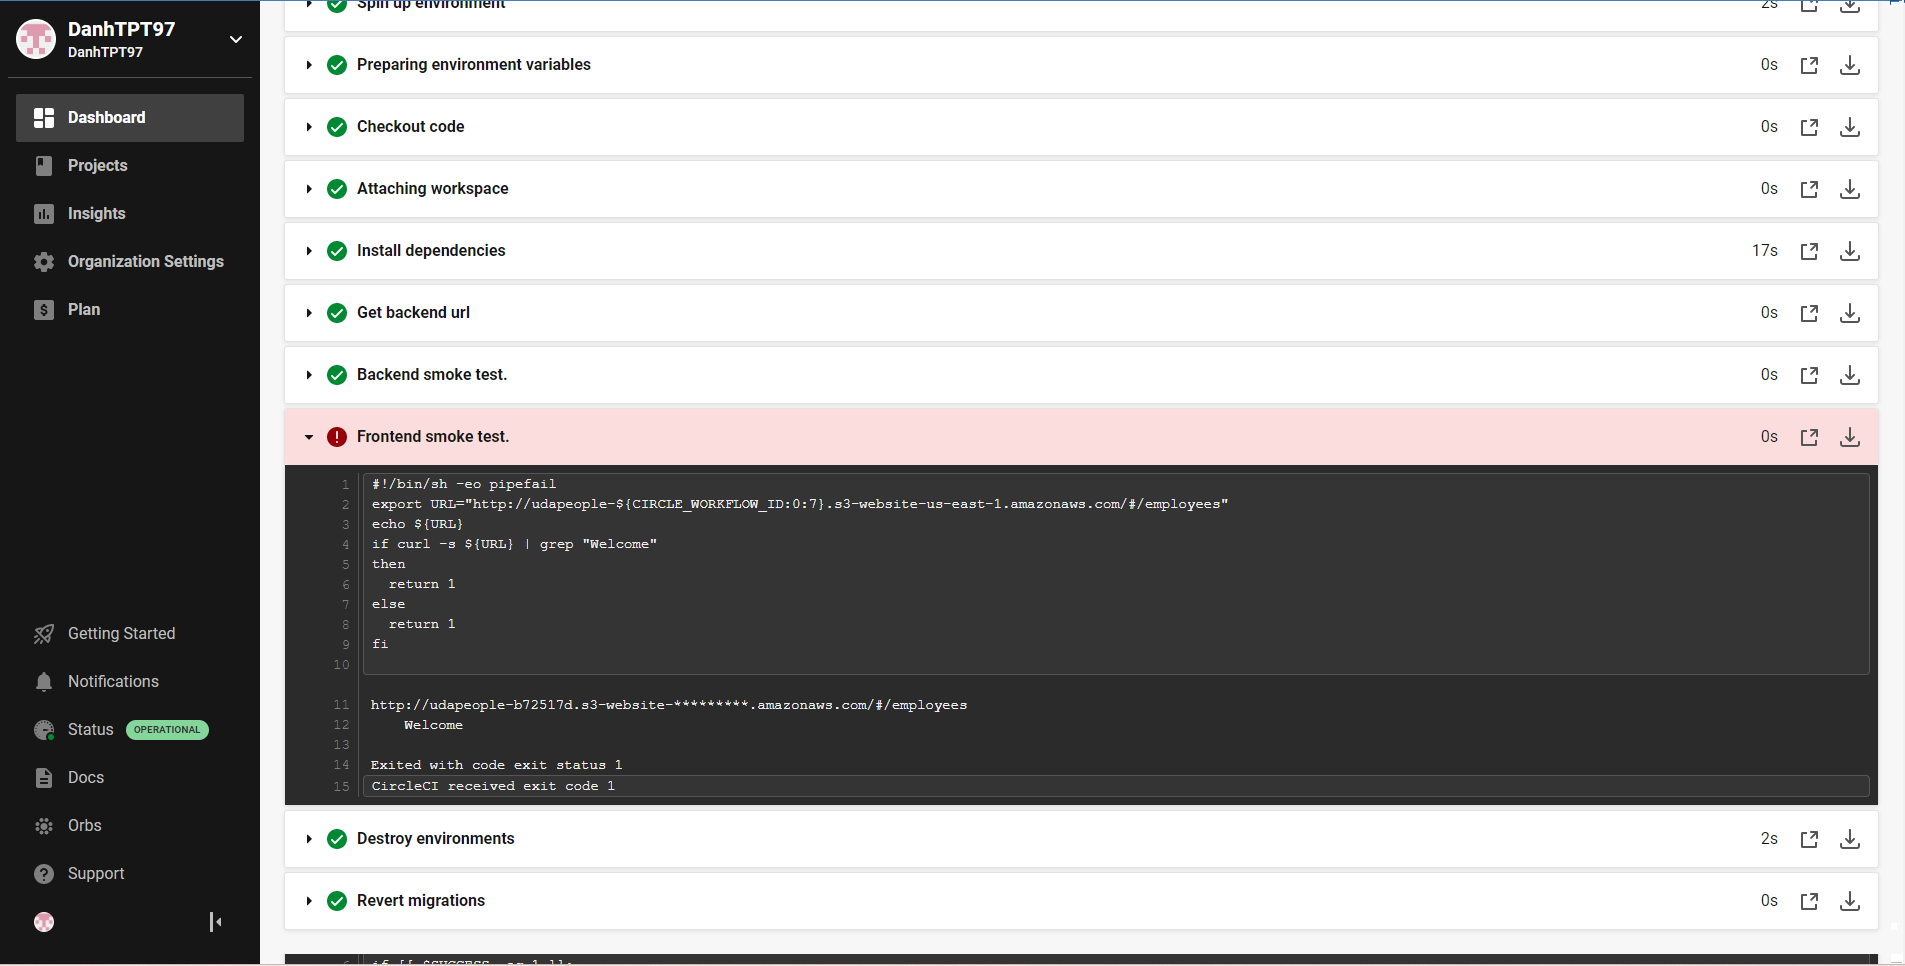 DanhTPT97
DanhTPT97
Dashboard
Projects
Insights
Organization Settings
Plan
Getting Started
Notifications
Status OPERATIONAL
Docs
Orbs
Support
Spin up environment 2s
Preparing environment variables 0s
Checkout code 0s
Attaching workspace 0s
Install dependencies 17s
Get backend url 0s
Backend smoke test. 0s
Frontend smoke test. 0s
1 #!/bin/sh -eo pipefail
2 export URL="http://udapeople-${CIRCLE_WORKFLOW_ID:0:7}.s3-website-us-east-1.amazonaws.com/#/employees"
3 echo ${URL}
4 if curl -s ${URL} | grep "Welcome"
5 then
6 return 1
7 else
8 return 1
9 fi
10
11 http://udapeople-b72517d.s3-website-*********.amazonaws.com/#/employees
12 Welcome
13
14 Exited with code exit status 1
15 CircleCI received exit code 1
Destroy environments 2s
Revert migrations 0s
6 if [[ $SUCCESS -eq 1 ]];